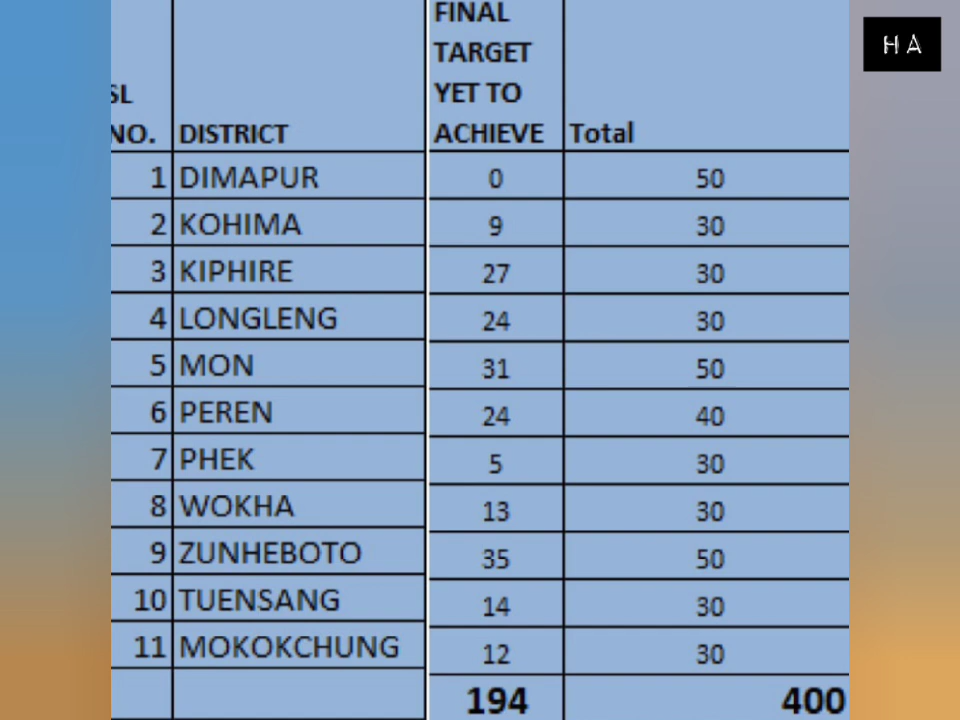 FINAL
TARGET
YET TO
SL
NO. DISTRICT ACHIEVE Total
1 DIMAPUR 0 50
2 KOHIMA 9 30
3 KIPHIRE 27 30
4 LONGLENG 24 30
5 MON 31 50
6 PEREN 24 40
7 PHEK 5 30
8 WOKHA 13 30
9 ZUNHEBOTO 35 50
10 TUENSANG 14 30
11 MOKOKCHUNG 12 30
194 400
H A